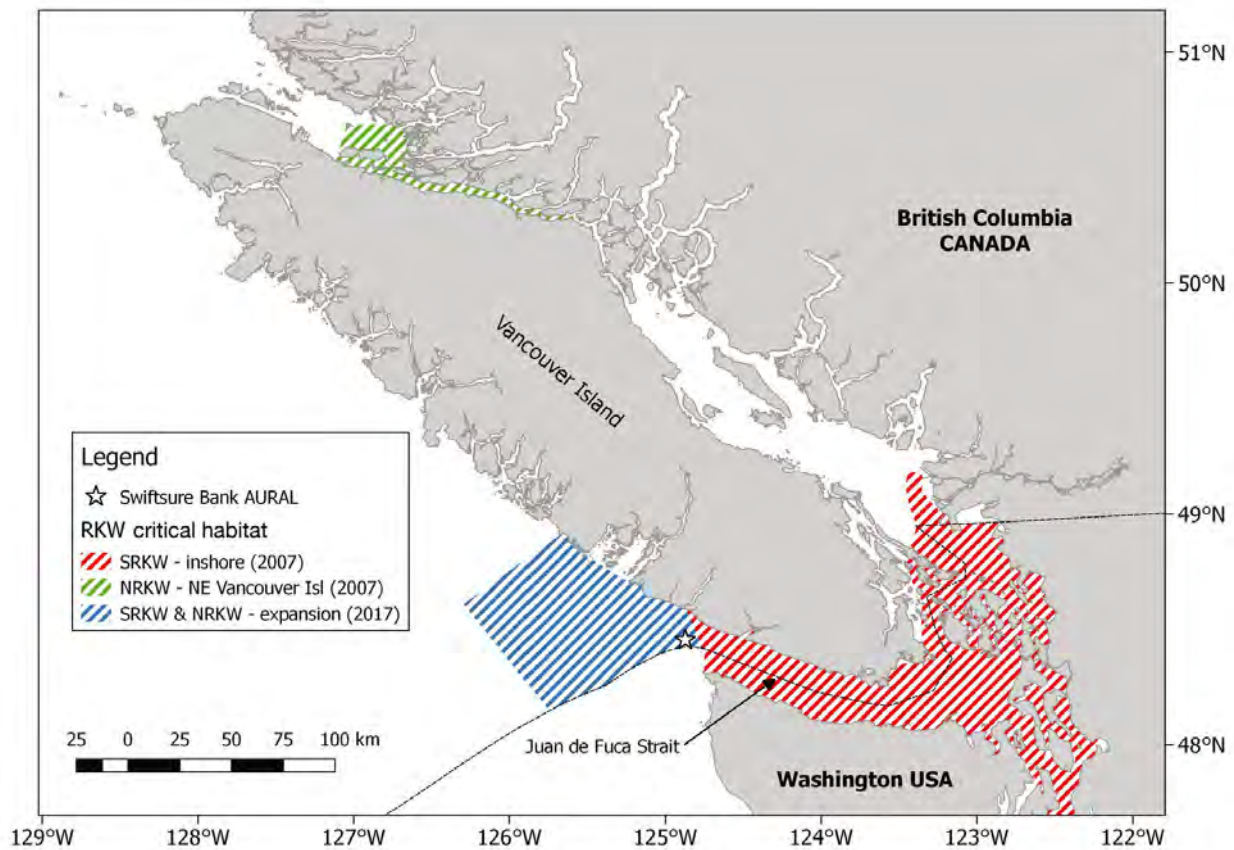 51°N
British Columbia
CANADA
50°N
Vancouver Island
Legend
Swiftsure Bank AURAL
RKW critical habitat
SRKW - inshore (2007)
NRKW - NE Vancouver Isl (2007)
SRKW & NRKW - expansion (2017)
49°N
25 0 25 50 75 100 km
Juan de Fuca Strait
48°N
Washington USA
129°W 128°W 127°W 126°W 125°W 124°W 123°W 122°W